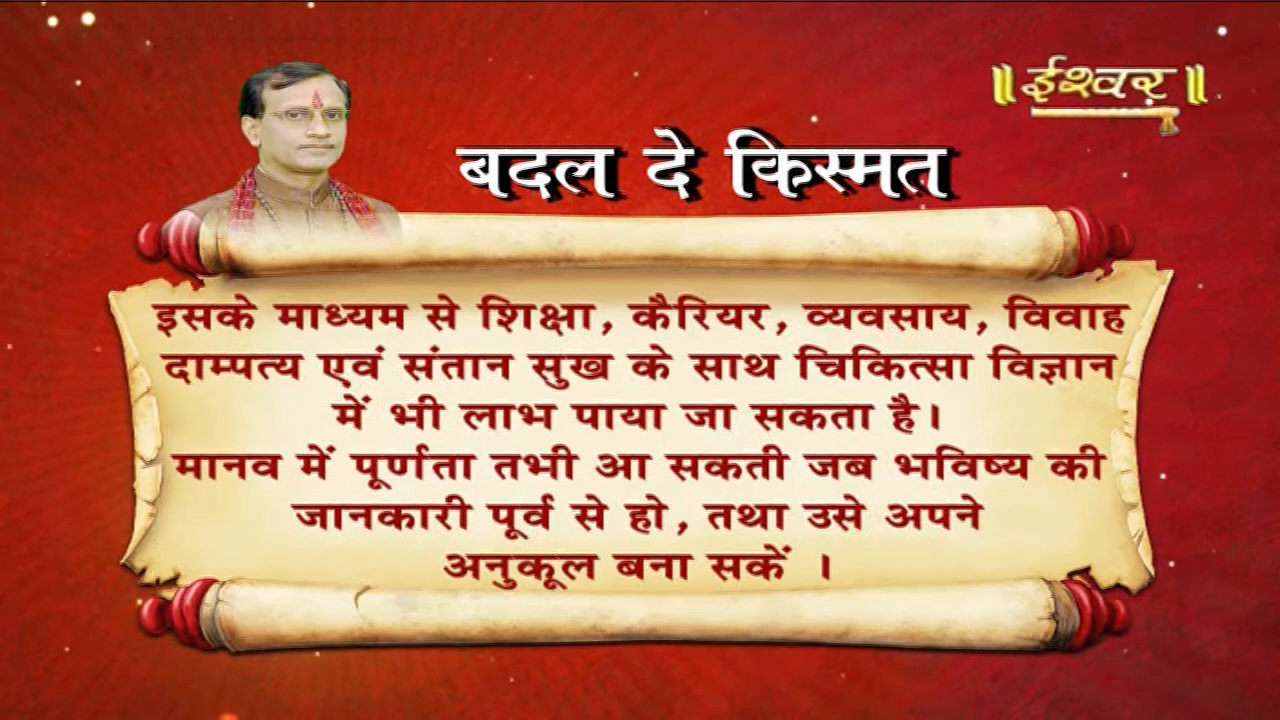 ॥ ईश्वर ॥
बदल दे किस्मत
इसके माध्यम से शिक्षा, कैरियर, व्यवसाय, विवाह
दाम्पत्य एवं संतान सुख के साथ चिकित्सा विज्ञान
में भी लाभ पाया जा सकता है।
मानव में पूर्णता तभी आ सकती जब भविष्य की
जानकारी पूर्व से हो, तथा उसे अपने
अनुकूल बना सकें ।